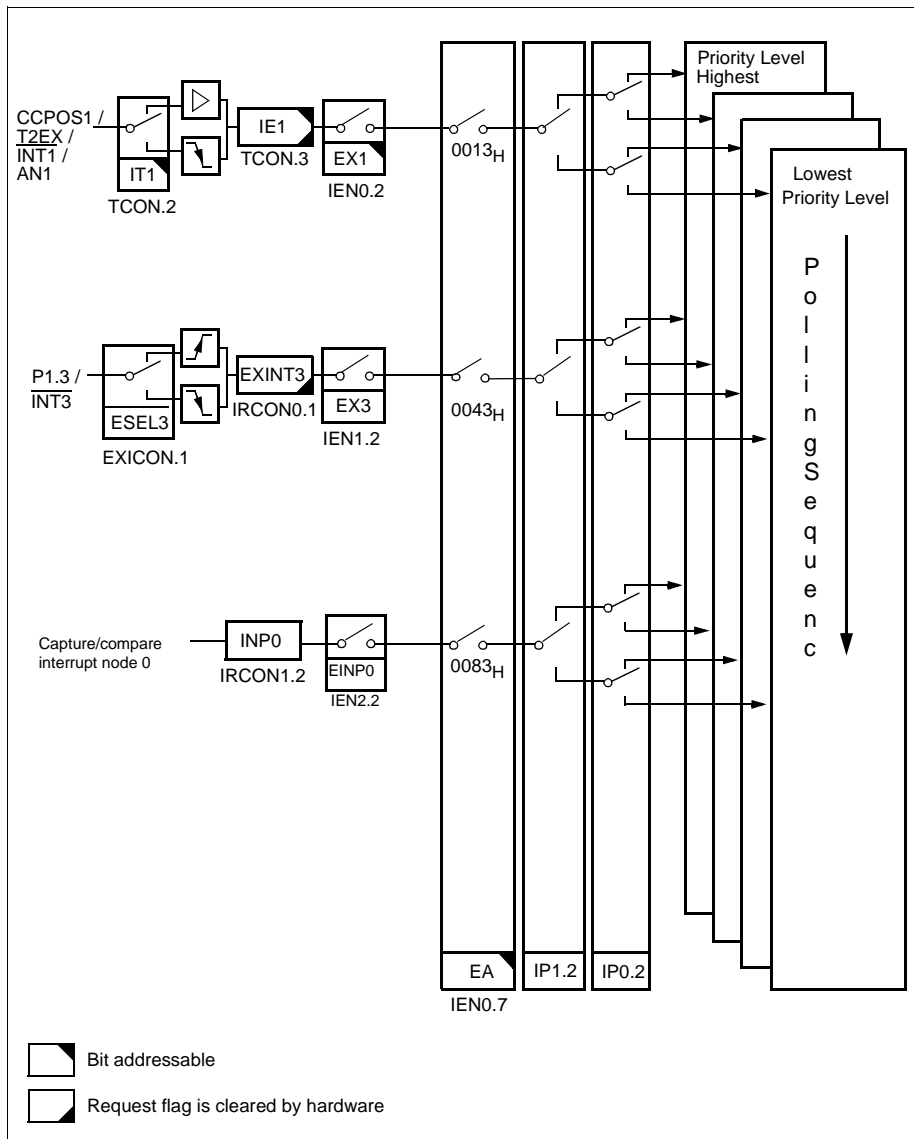 Priority Level
Highest
CCPOS1 /
T2EX /
INT1 /
AN1
IT1
TCON.2
IE1
TCON.3
EX1
IEN0.2
0013H
Lowest
Priority Level
P1.3 /
INT3
ESEL3
EXICON.1
EXINT3
IRCON0.1
EX3
IEN1.2
0043H
Capture/compare
interrupt node 0
INP0
IRCON1.2
EINP0
IEN2.2
0083H
P
o
l
l
i
n
g
S
e
q
u
e
n
c
EA
IEN0.7
IP1.2
IP0.2
Bit addressable
Request flag is cleared by hardware